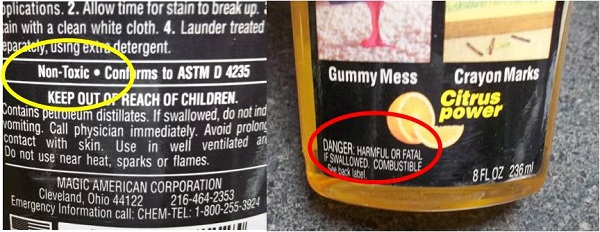 plications. 2. Allow time for stain to break up.
tain with a clean white cloth. 4. Launder treated
eparately, using extra detergent.
Non-Toxic • Conforms to ASTM D 4235
KEEP OUT OF REACH OF CHILDREN.
Contains petroleum distillates. If swallowed, do not ind
vomiting. Call physician immediately. Avoid prolong
contact with skin. Use in well ventilated ar
Do not use near heat, sparks or flames.
MAGIC AMERICAN CORPORATION
Cleveland, Ohio 44122 216-464-2353
Emergency Information call: CHEM-TEL: 1-800-255-3924
Gummy Mess
Crayon Marks
Citrus
power
DANGER: HARMFUL OR FATAL
IF SWALLOWED. COMBUSTIBLE
See back label
8 FL OZ 236 ml